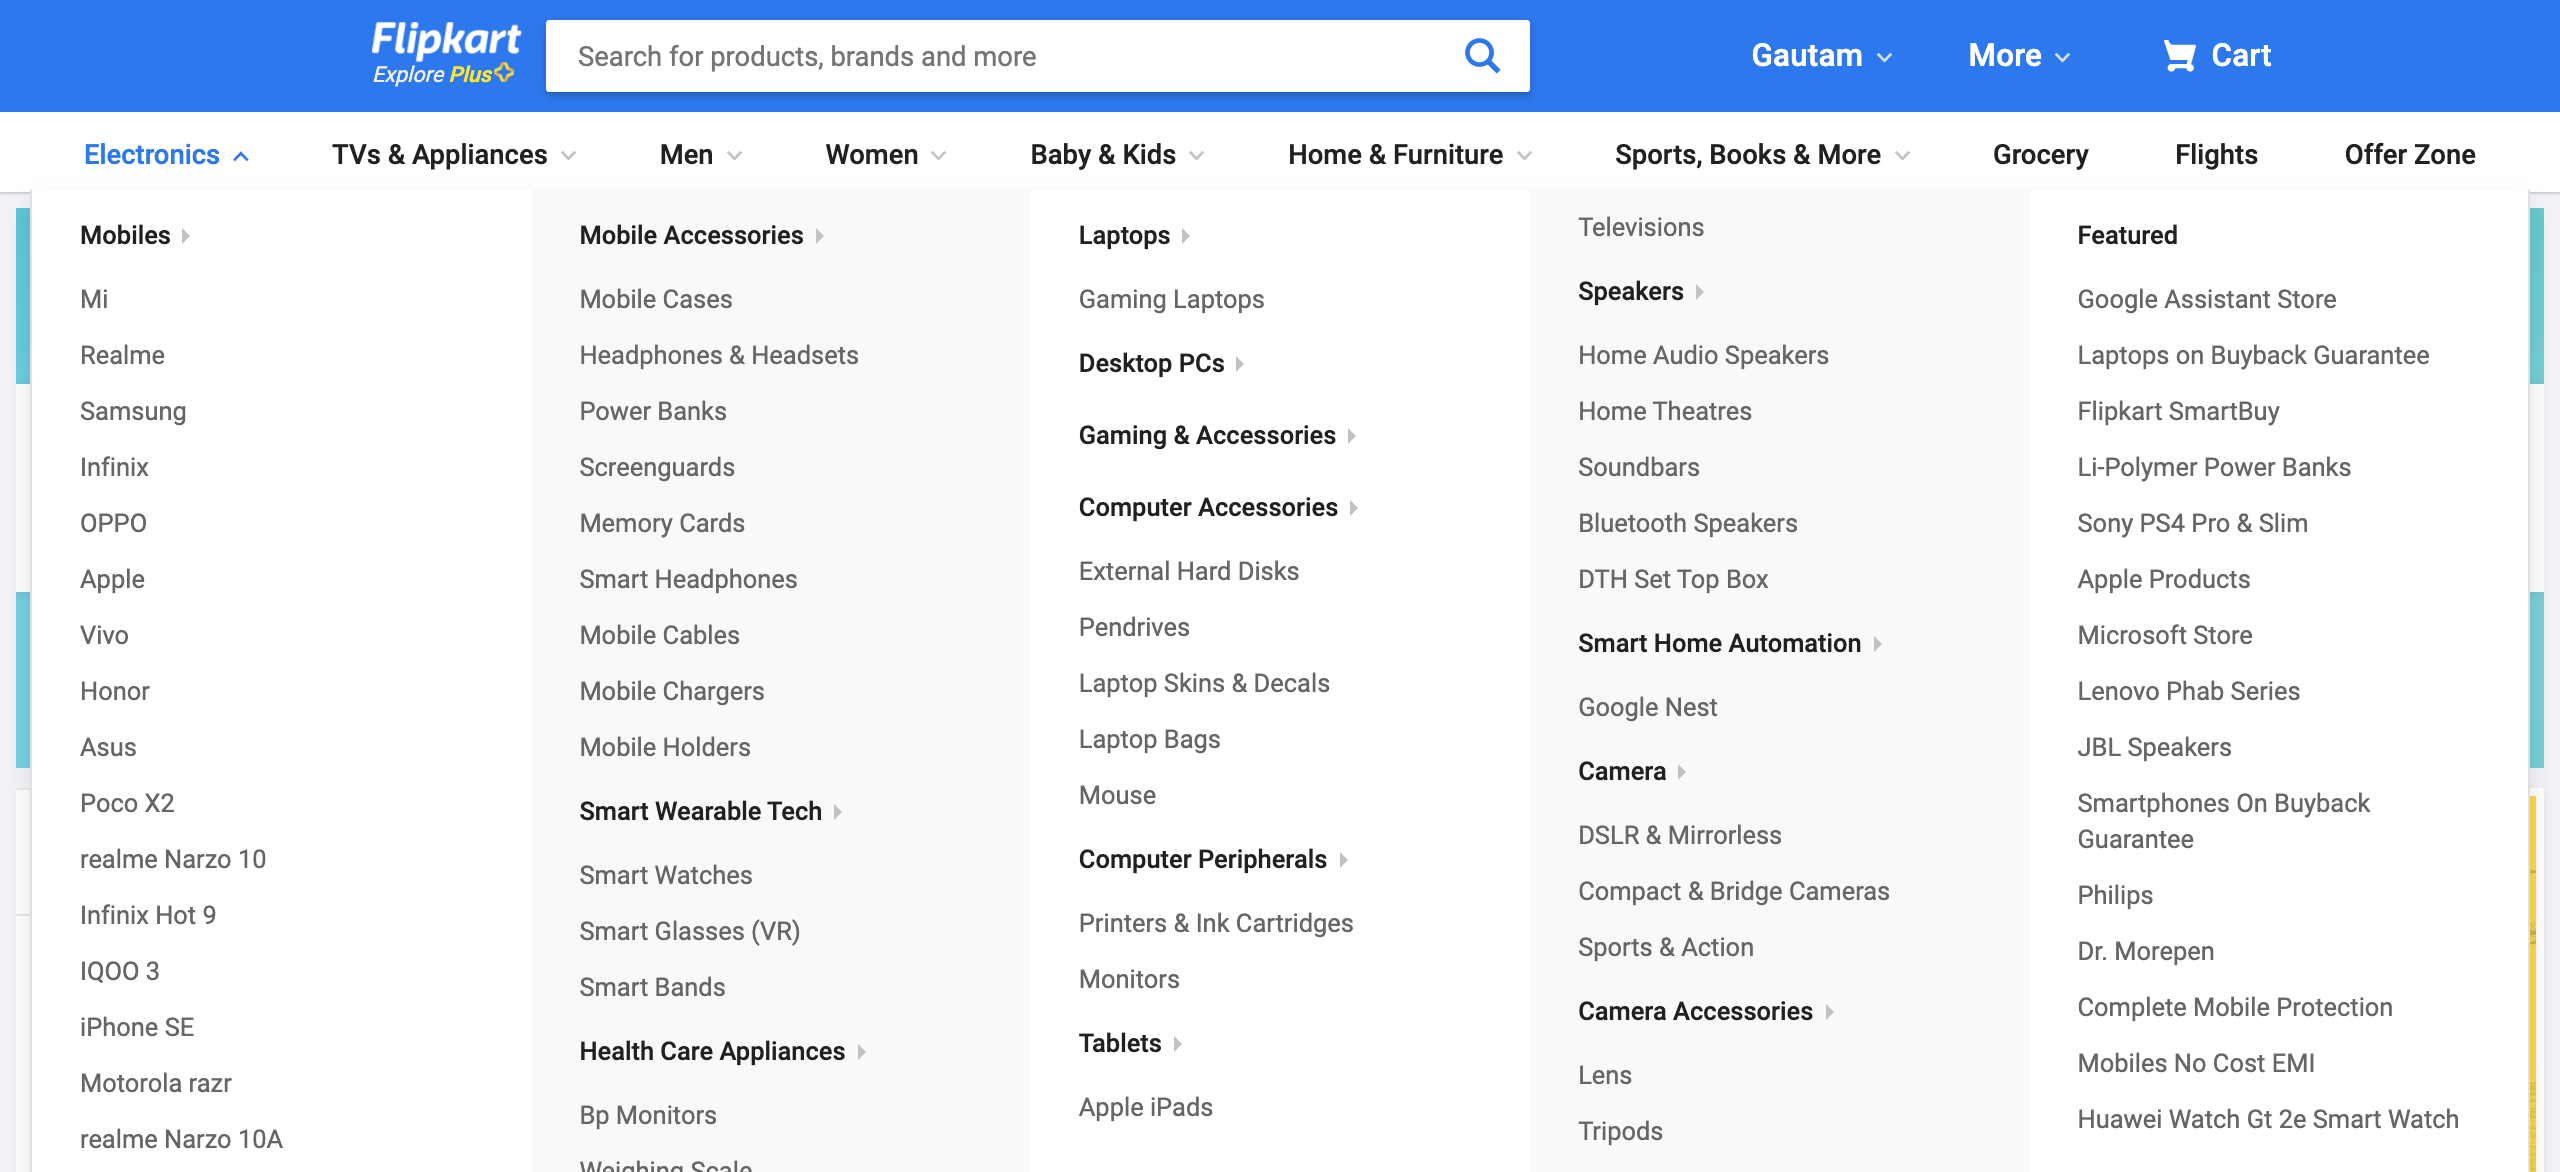 Flipkart
Explore Plus
Search for products, brands and more
Gautam
More
Cart
Electronics
TVs & Appliances
Men
Women
Baby & Kids
Home & Furniture
Sports, Books & More
Grocery
Flights
Offer Zone
Mobiles
Mi
Realme
Samsung
Infinix
OPPO
Apple
Vivo
Honor
Asus
Poco X2
realme Narzo 10
Infinix Hot 9
IQOO 3
iPhone SE
Motorola razr
realme Narzo 10A
Mobile Accessories
Mobile Cases
Headphones & Headsets
Power Banks
Screenguards
Memory Cards
Smart Headphones
Mobile Cables
Mobile Chargers
Mobile Holders
Smart Wearable Tech
Smart Watches
Smart Glasses (VR)
Smart Bands
Health Care Appliances
Bp Monitors
Weighing Scale
Laptops
Gaming Laptops
Desktop PCs
Gaming & Accessories
Computer Accessories
External Hard Disks
Pendrives
Laptop Skins & Decals
Laptop Bags
Mouse
Computer Peripherals
Printers & Ink Cartridges
Monitors
Tablets
Apple iPads
Televisions
Speakers
Home Audio Speakers
Home Theatres
Soundbars
Bluetooth Speakers
DTH Set Top Box
Smart Home Automation
Google Nest
Camera
DSLR & Mirrorless
Compact & Bridge Cameras
Sports & Action
Camera Accessories
Lens
Tripods
Featured
Google Assistant Store
Laptops on Buyback Guarantee
Flipkart SmartBuy
Li-Polymer Power Banks
Sony PS4 Pro & Slim
Apple Products
Microsoft Store
Lenovo Phab Series
JBL Speakers
Smartphones On Buyback
Guarantee
Philips
Dr. Morepen
Complete Mobile Protection
Mobiles No Cost EMI
Huawei Watch Gt 2e Smart Watch